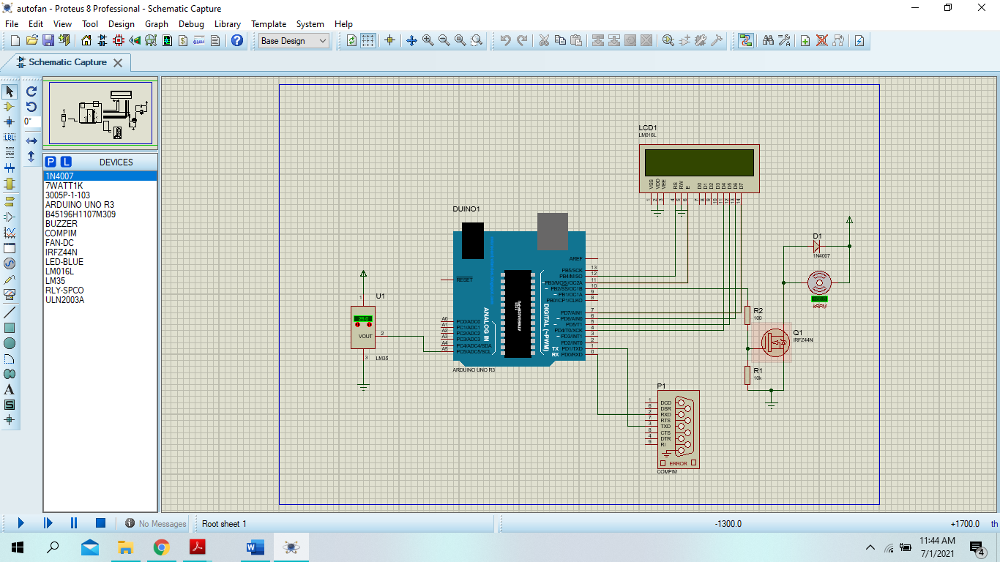 autofan - Proteus 8 Professional - Schematic Capture
File Edit View Tool Design Graph Debug Library Template System Help
Base Design
Schematic Capture
0°
LBL
P L DEVICES
1N4007
7WATT1K
3005P-1-103
ARDUINO UNO R3
B45196H1107M309
BUZZER
COMPIM
FAN-DC
IRFZ44N
LED-BLUE
LM016L
LM35
RLY-SPCO
ULN2003A
A
S
LCD1
LM016L
VSS VDD VEE RS RW E D0 D1 D2 D3 D4 D5 D6 D7
1 2 3 4 5 6 7 8 9 10 11 12 13 14
DUINO1
RESET
AREF
PB5/SCK 13
PB4/MISO 12
~PB3/MOSI/OC2A 11
~PB2/SS/OC1B 10
~PB1/OC1A 9
PB0/ICP1/CLKO 8
PD7/AIN1 7
~PD6/AIN0 6
~PD5/T1 5
PD4/T0/XCK 4
~PD3/INT1 3
PD2/INT0 2
TX PD1/TXD 1
RX PD0/RXD 0
A0 PC0/ADC0
A1 PC1/ADC1
A2 PC2/ADC2
A3 PC3/ADC3
A4 PC4/ADC4/SDA
A5 PC5/ADC5/SCL
ANALOG IN
DIGITAL (~PWM)
ARDUINO UNO R3
U1
1
26.0
VOUT 2
3
LM35
D1
1N4007
kRPM
R2
100
Q1
IRFZ44N
R1
10k
P1
1 DCD
6 DSR
2 RXD
7 RTS
3 TXD
8 CTS
4 DTR
9 RI
ERROR
COMPIM
No Messages
Root sheet 1
-1300.0
+1700.0
th
11:44 AM
7/1/2021
4